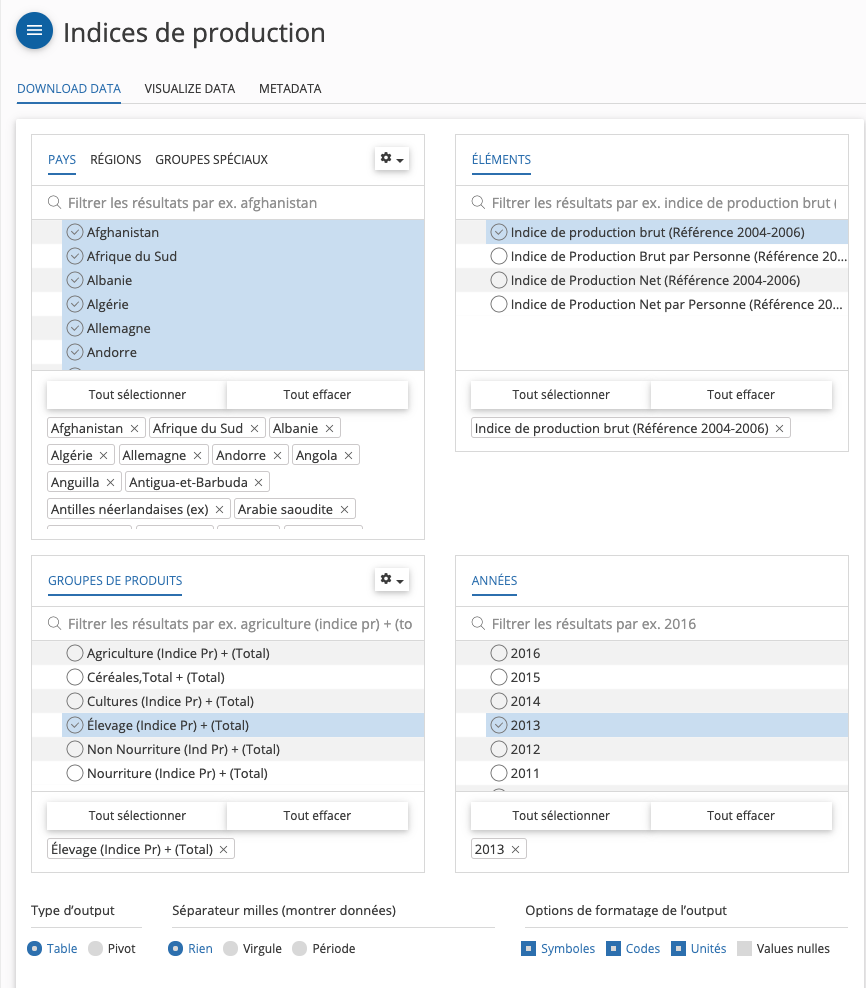 Indices de production
DOWNLOAD DATA VISUALIZE DATA METADATA
PAYS RÉGIONS GROUPES SPÉCIAUX
Filtrer les résultats par ex. afghanistan
Afghanistan
Afrique du Sud
Albanie
Algérie
Allemagne
Andorre
Tout sélectionner Tout effacer
Afghanistan × Afrique du Sud × Albanie ×
Algérie × Allemagne × Andorre × Angola ×
Anguilla × Antigua-et-Barbuda ×
Antilles néerlandaises (ex) × Arabie saoudite ×
ÉLÉMENTS
Filtrer les résultats par ex. indice de production brut (
Indice de production brut (Référence 2004-2006)
Indice de Production Brut par Personne (Référence 20...
Indice de Production Net (Référence 2004-2006)
Indice de Production Net par Personne (Référence 20...
Tout sélectionner Tout effacer
Indice de production brut (Référence 2004-2006) ×
GROUPES DE PRODUITS
Filtrer les résultats par ex. agriculture (indice pr) + (to
Agriculture (Indice Pr) + (Total)
Céréales,Total + (Total)
Cultures (Indice Pr) + (Total)
Élevage (Indice Pr) + (Total)
Non Nourriture (Ind Pr) + (Total)
Nourriture (Indice Pr) + (Total)
Tout sélectionner Tout effacer
Élevage (Indice Pr) + (Total) ×
ANNÉES
Filtrer les résultats par ex. 2016
2016
2015
2014
2013
2012
2011
Tout sélectionner Tout effacer
2013 ×
Type d’output
Table Pivot
Séparateur milles (montrer données)
Rien Virgule Période
Options de formatage de l’output
Symboles Codes Unités Values nulles